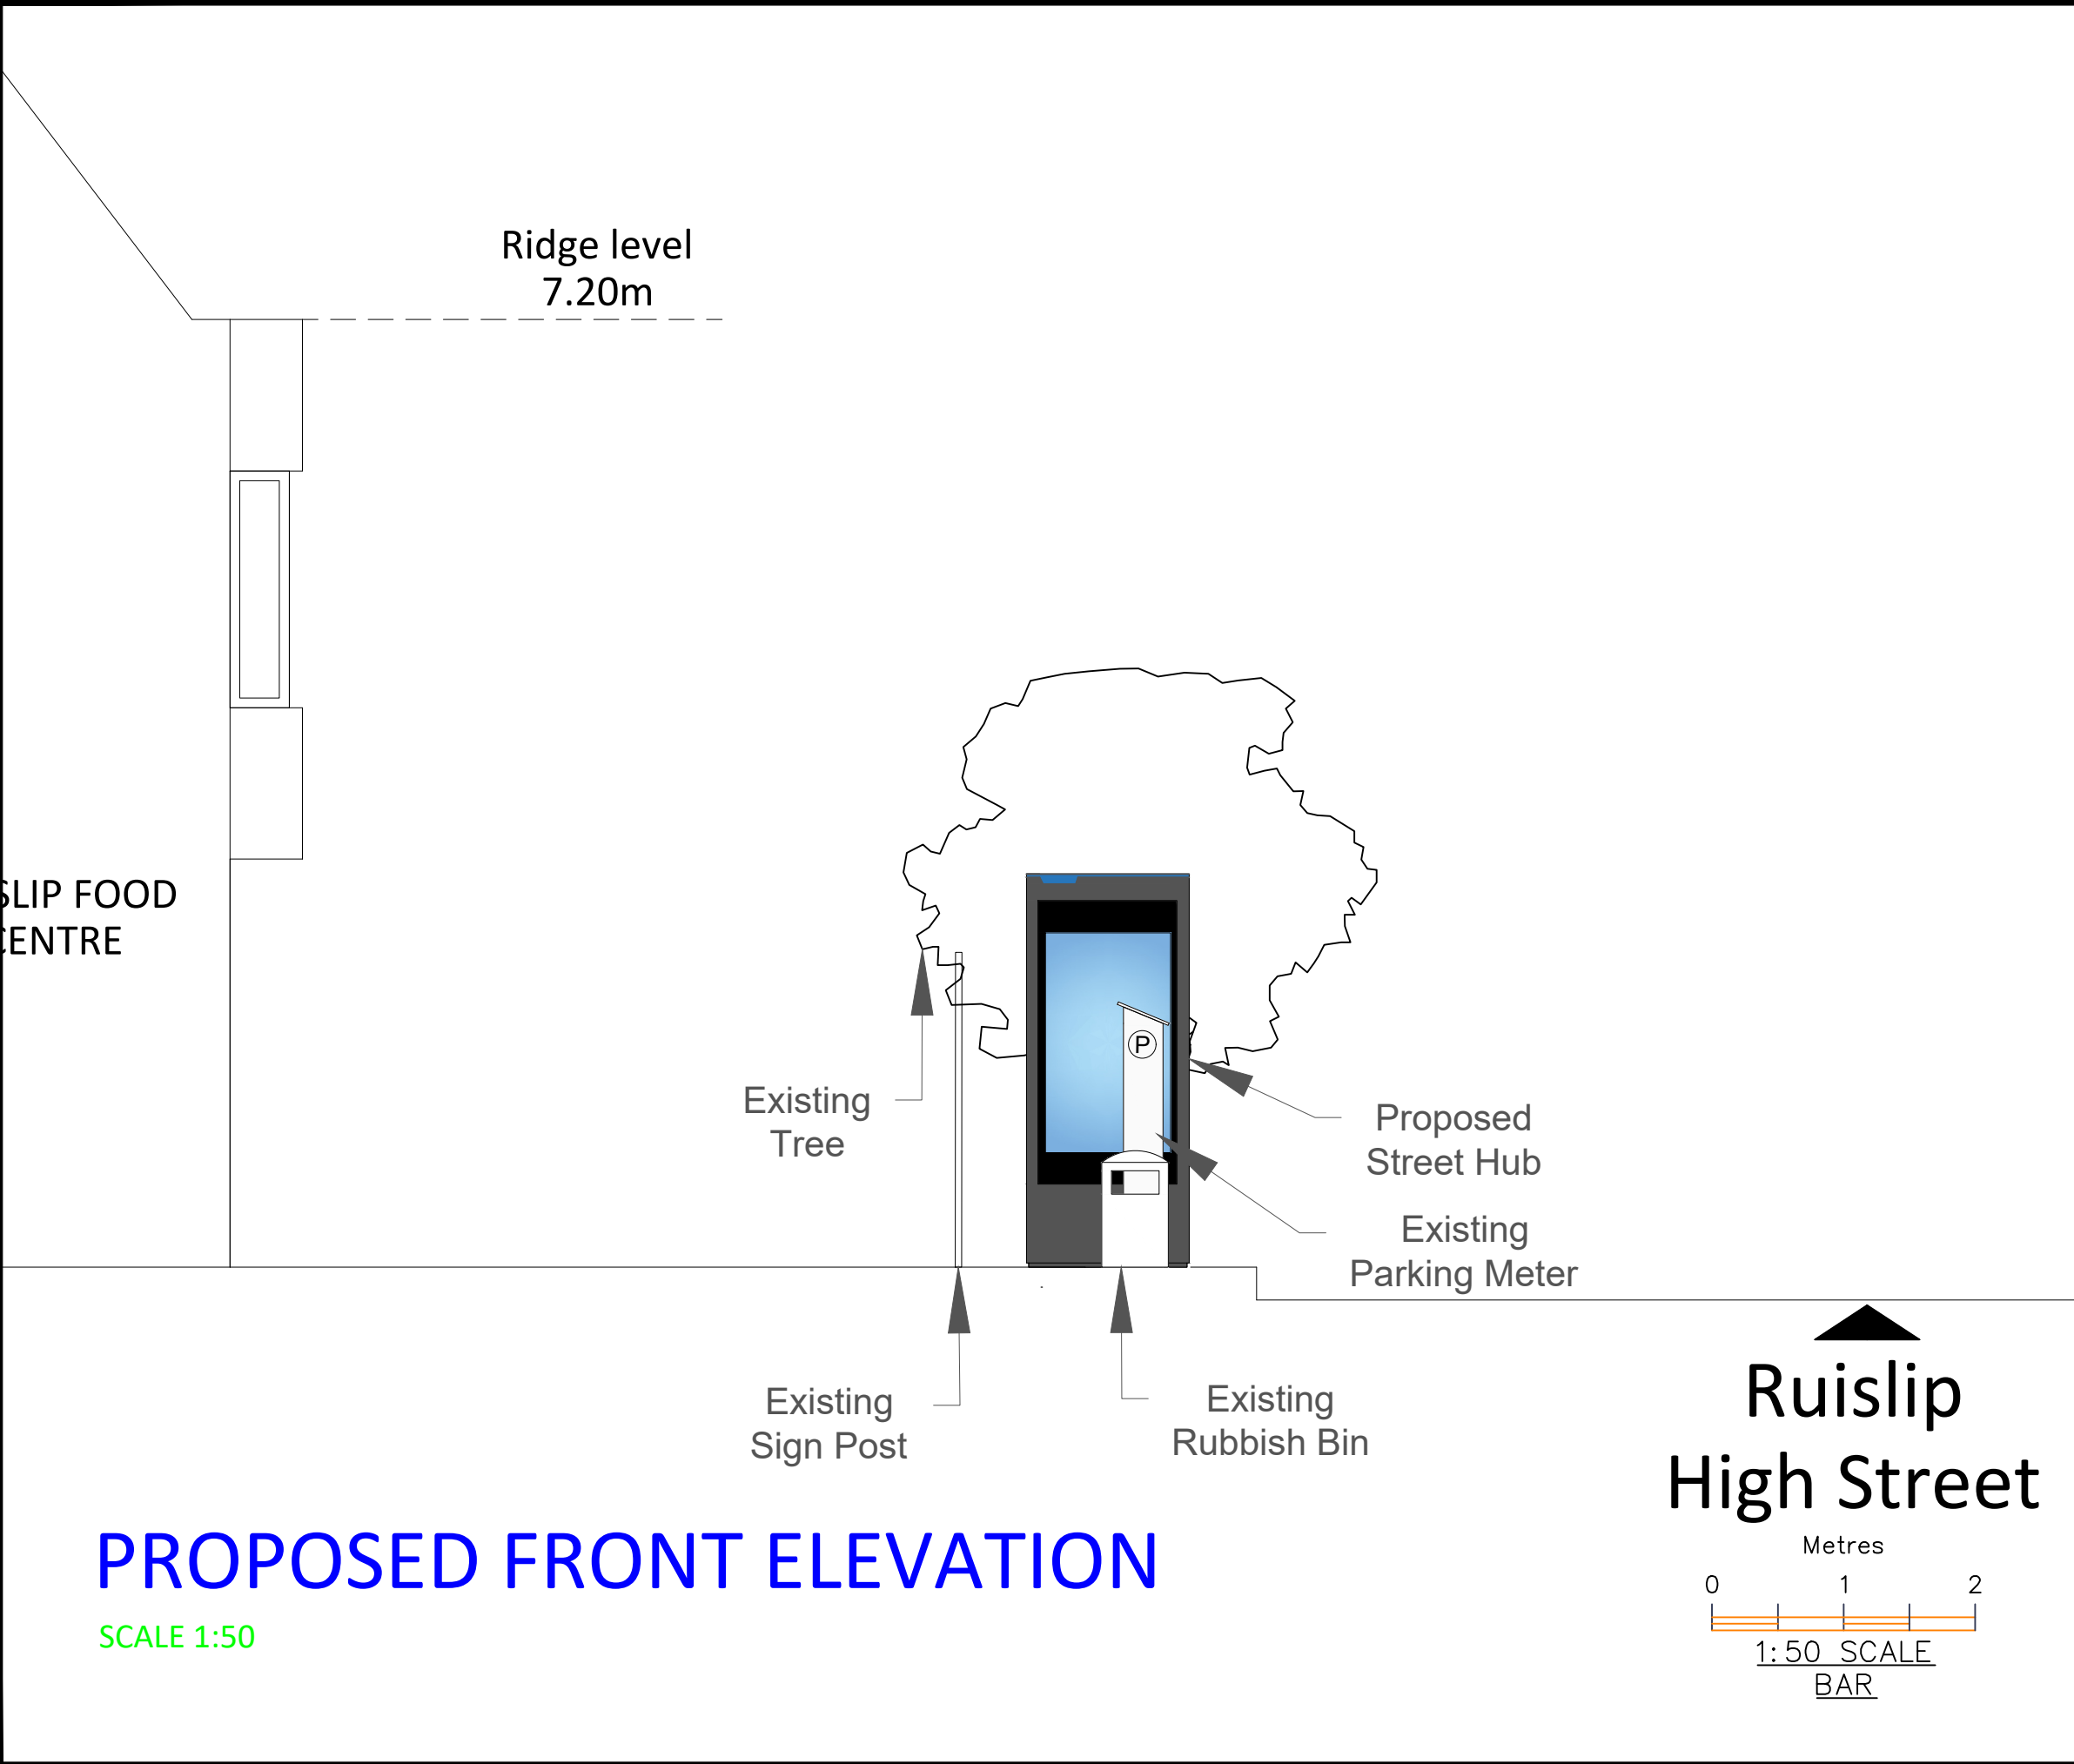 Ridge level
7.20m
SLIP FOOD
ENTRE
P
Existing
Tree
Proposed
Street Hub
Existing
Parking Meter
Existing
Sign Post
Existing
Rubbish Bin
Ruislip
High Street
PROPOSED FRONT ELEVATION
SCALE 1:50
Metres
0 1 2
1:50 SCALE
BAR